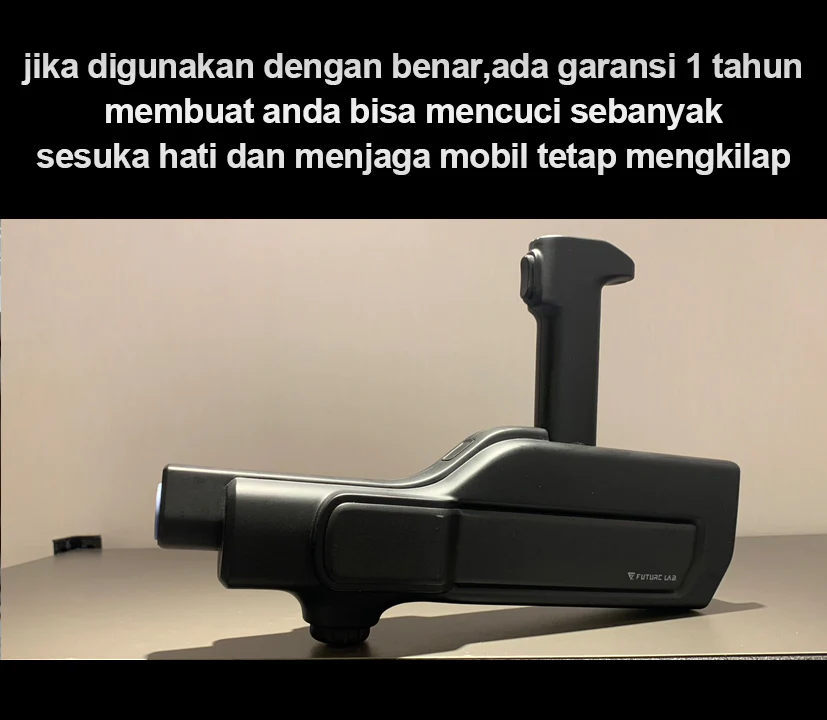 jika digunakan dengan benar,ada garansi 1 tahun
membuat anda bisa mencuci sebanyak
sesuka hati dan menjaga mobil tetap mengkilap
FUTURE LAB.